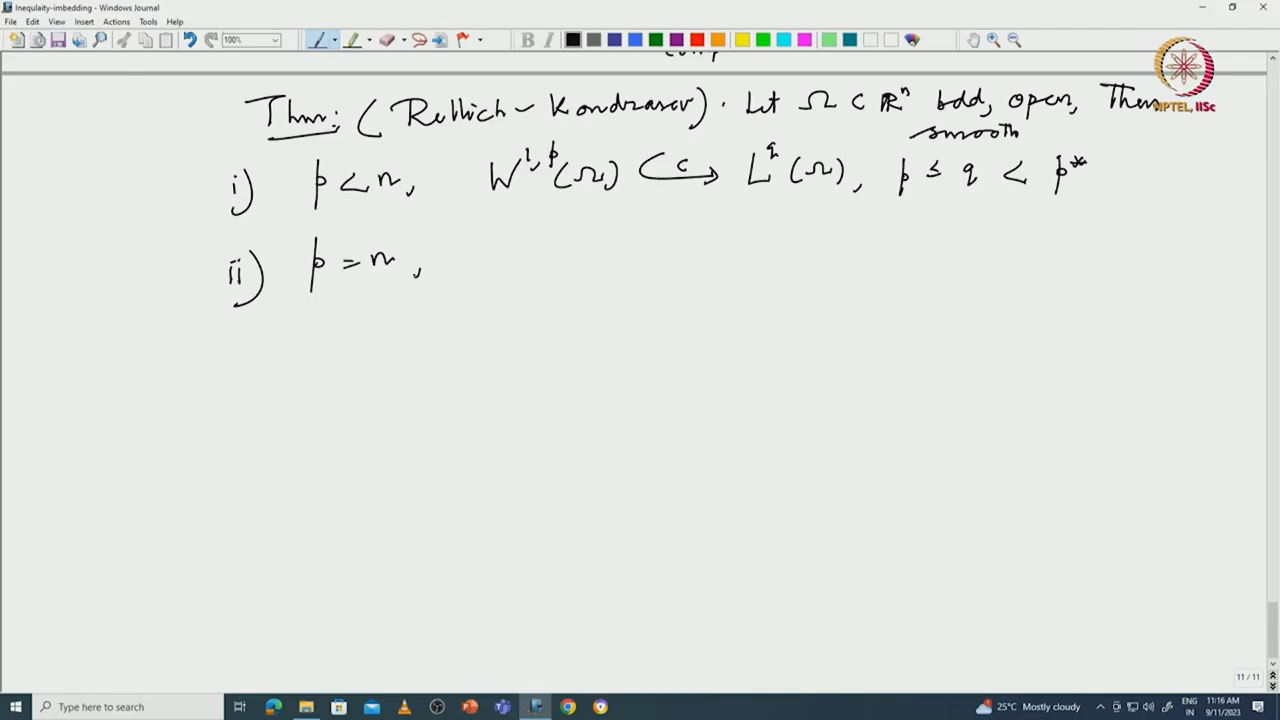 Inequlaity-imbedding - Windows Journal
File Edit View Insert Actions Tools Help
100%
B I
comp
Thm: (Rellich - Kondrasov). Let Ω ⊂ ℝⁿ bdd, open, Then
smooth
NPTEL, IISc
i) p < n, W^{1,p}(Ω) ↪^c L^q(Ω), p ≤ q < p*
ii) p = n,
11 / 11
Type here to search
25°C Mostly cloudy
ENG
IN
11:16 AM
9/11/2023